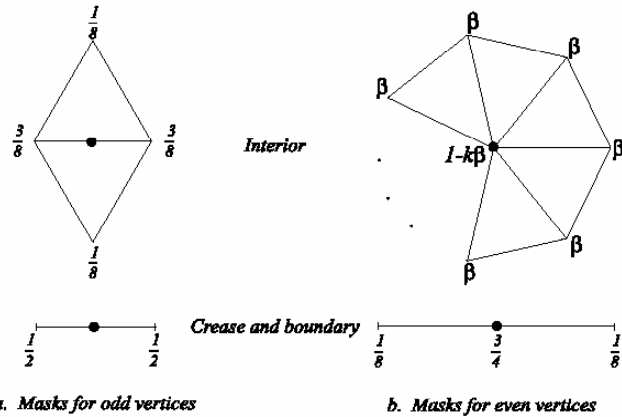 1/8
3/8
3/8
1/8
β
β
β
β
β
β
1-kβ
Interior
Crease and boundary
1/2
1/2
1/8
3/4
1/8
a. Masks for odd vertices
b. Masks for even vertices